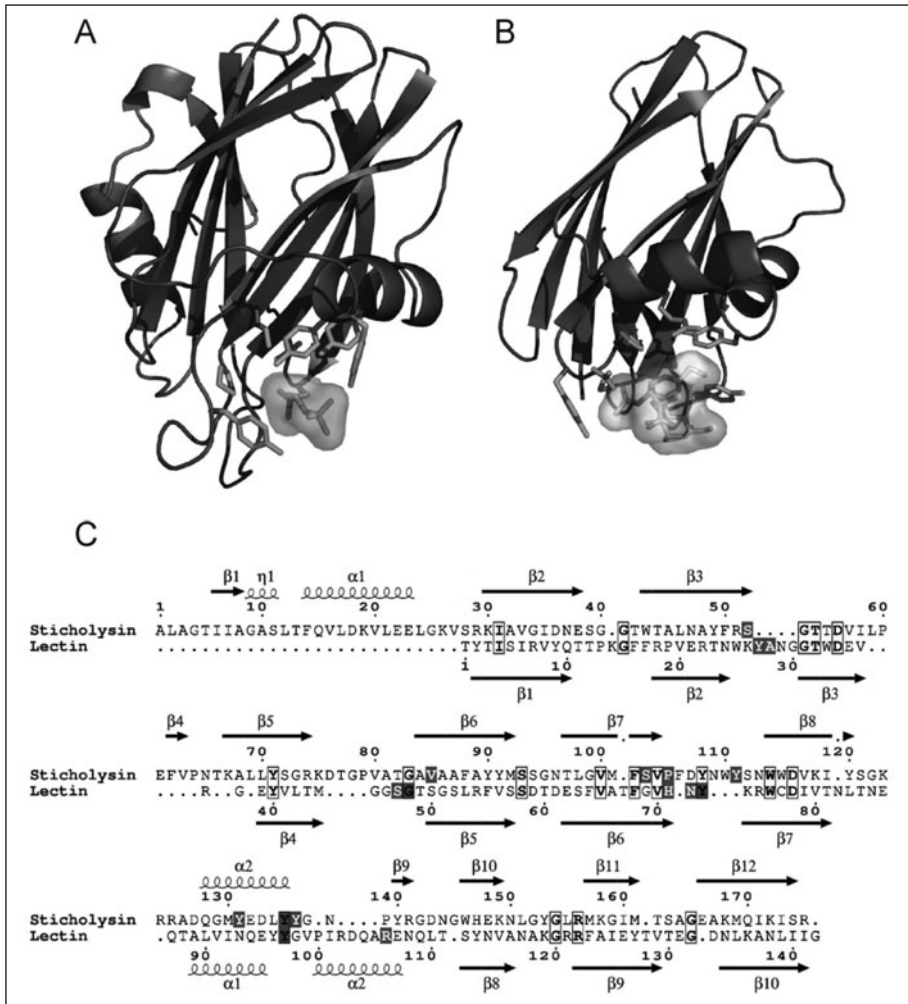 A
B
C
β1 η1 α1 β2 β3
1 10 20 30 40 50 60
Sticholysin ALAGTIIAGASLTFQVLDKVLEELGKVSRKIAVGIDNESG.GTWTALNAYFRS....GTTDVILP
Lectin ...........................TYTISIRVYQTTPKGFFRPVERTNWKYANGGTWDEV..
i 10 20 30
β1 β2 β3
β4 β5 β6 β7 β8
70 80 90 100 110 120
Sticholysin EFVPNTKALLYSGRKDTGPVATGAVAAFAYYMSSGNTLGVM.FSVPFDYNWYSNWWDVKI.YSGK
Lectin ....R..G.EYVLTM....GGSGTSGSLRFVSSDTDESFVATFGVH.NY...KRWCDIVTNLTNE
40 50 60 70 80
β4 β5 β6 β7
α2 β9 β10 β11 β12
130 140 150 160 170
Sticholysin RRADQGMYEDLYYGN.....PYRGDNGWHEKNLGYGLRMKGIM.TSAGEAKMQIKISR.
Lectin .QTALVINQEYYGVPIRDQARENQLT.SYNVANAKGRRFAIEYTVTEG.DNLKANLIIG
90 100 110 120 130 140
α1 α2 β8 β9 β10